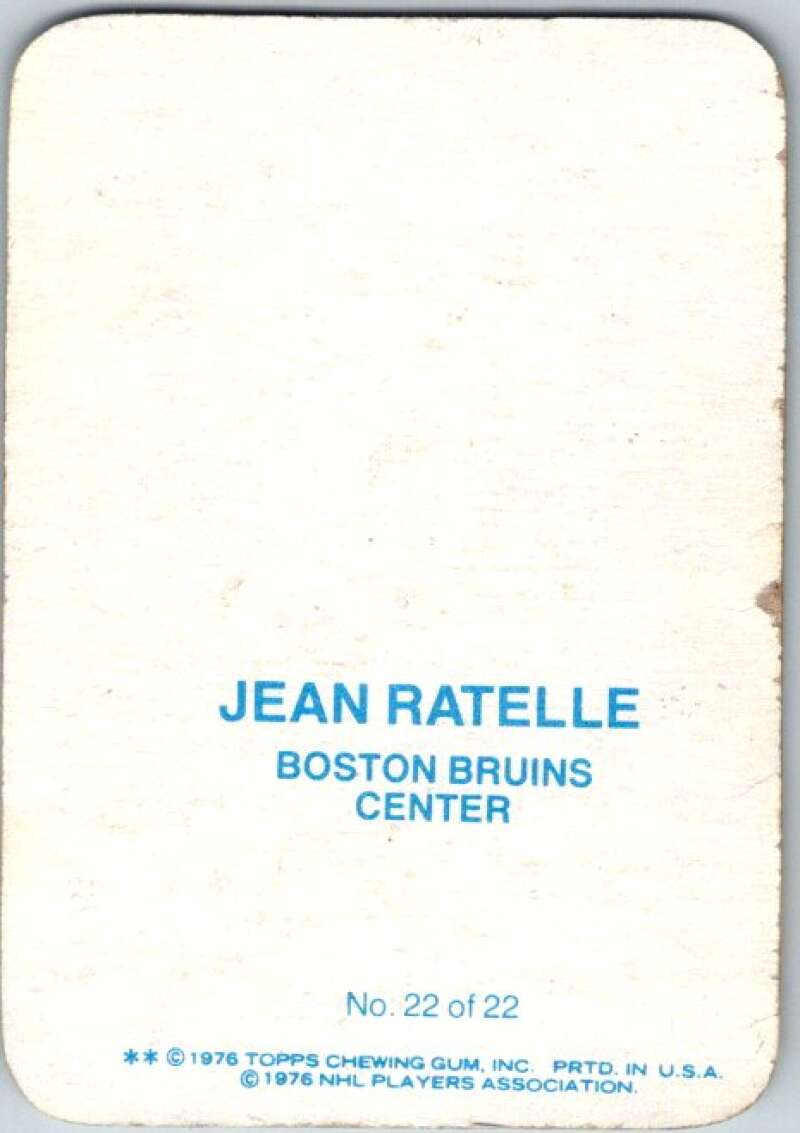 JEAN RATELLE
BOSTON BRUINS
CENTER
No. 22 of 22
** © 1976 TOPPS CHEWING GUM, INC. PRTD. IN U.S.A.
© 1976 NHL PLAYERS ASSOCIATION.